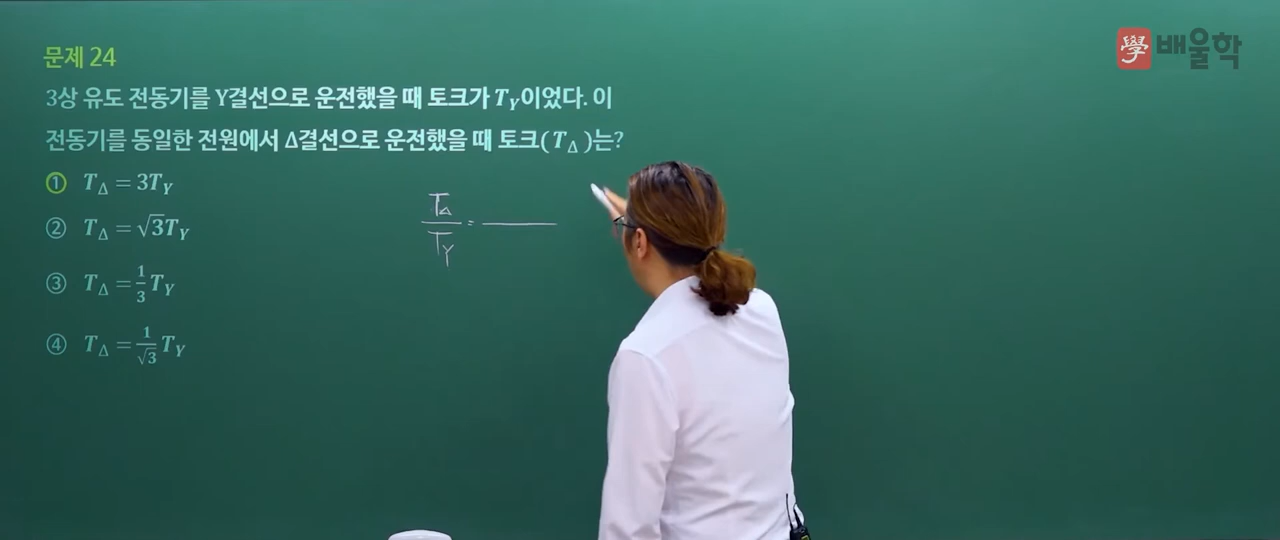 學 배울학
문제 24
3상 유도 전동기를 Y결선으로 운전했을 때 토크가 T_Y이었다. 이
전동기를 동일한 전원에서 Δ결선으로 운전했을 때 토크(T_Δ)는?
① T_Δ = 3T_Y
② T_Δ = √3T_Y
③ T_Δ = 1/3 T_Y
④ T_Δ = 1/√3 T_Y
T_Δ/T_Y =